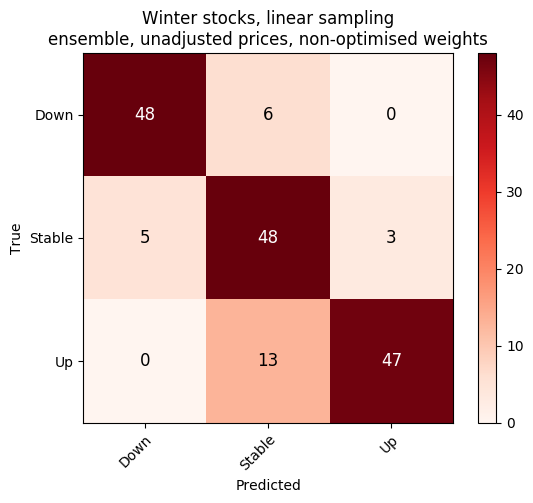 Winter stocks, linear sampling
ensemble, unadjusted prices, non-optimised weights
Down 48 6 0
Stable 5 48 3
Up 0 13 47
Down Stable Up
Predicted
True
40
30
20
10
0